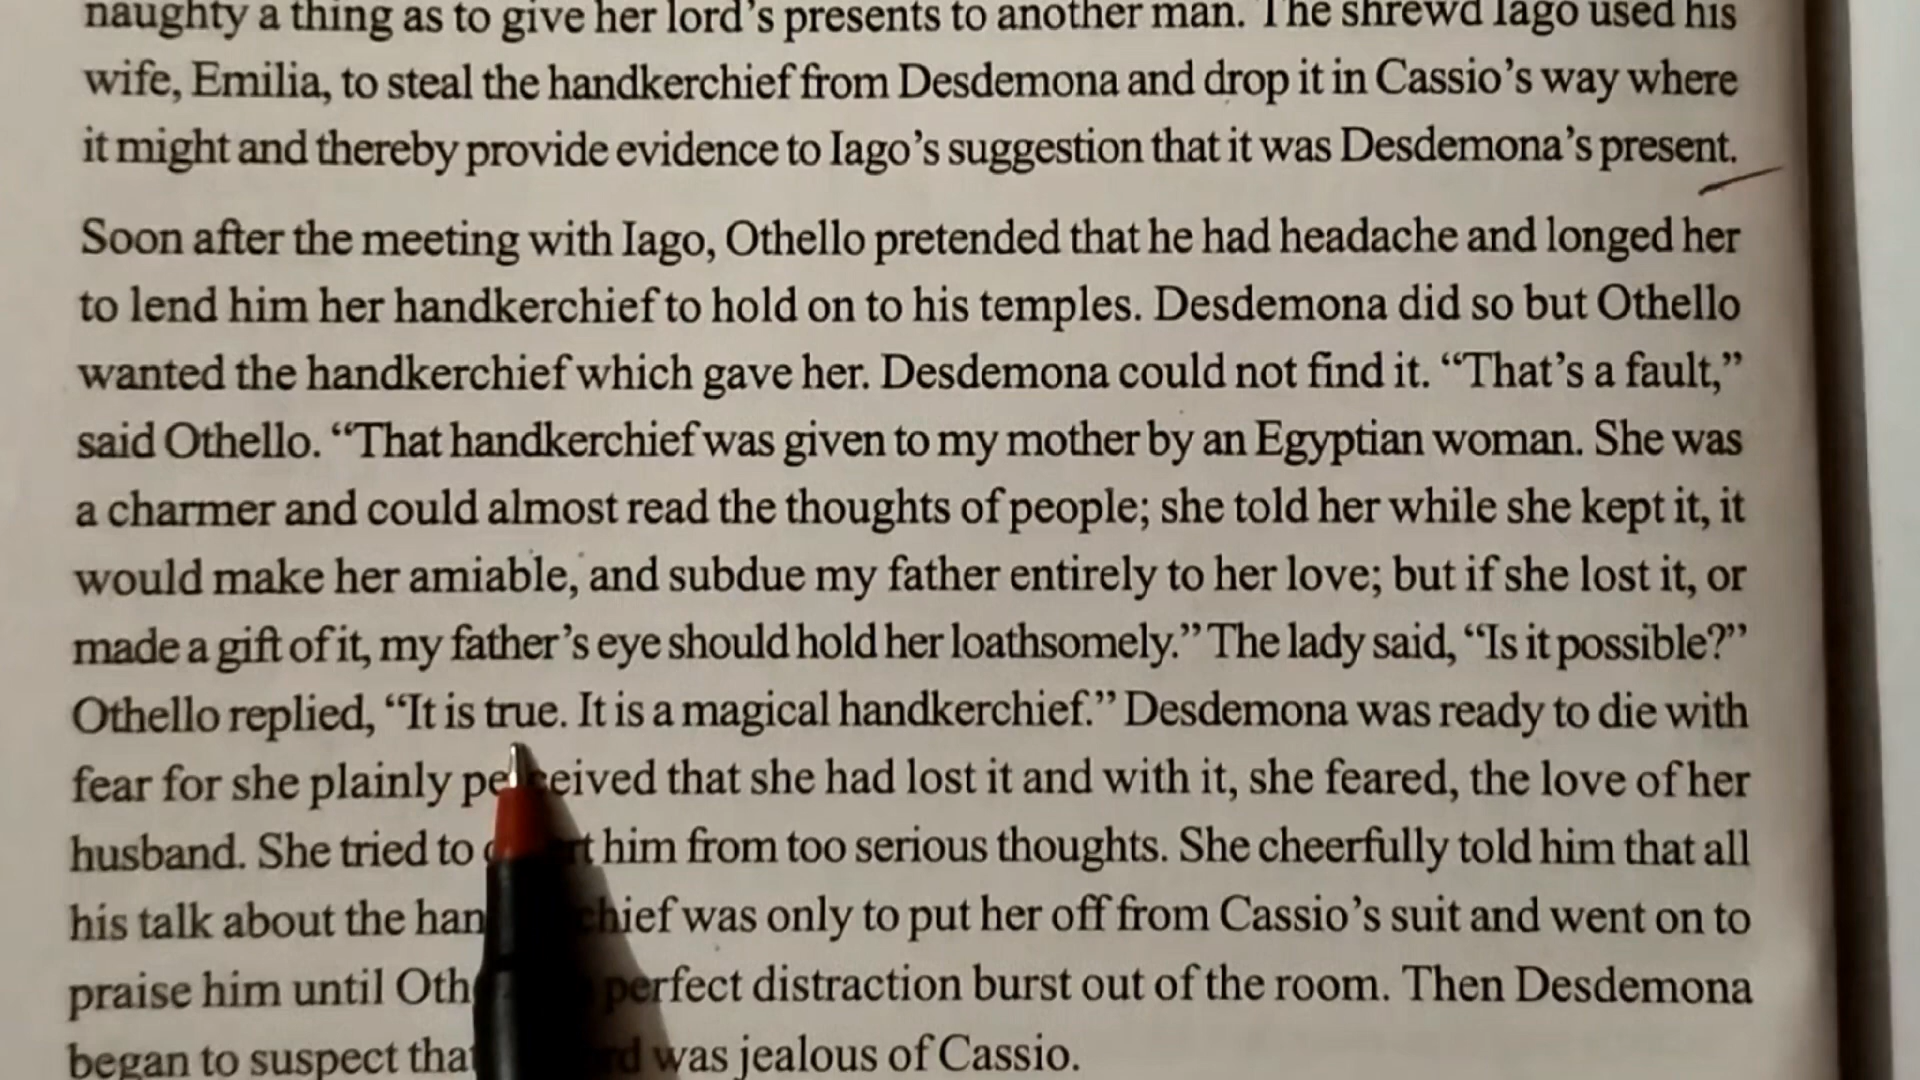 naughty a thing as to give her lord's presents to another man. The shrewd Iago used his
wife, Emilia, to steal the handkerchief from Desdemona and drop it in Cassio's way where
it might and thereby provide evidence to Iago's suggestion that it was Desdemona's present.
Soon after the meeting with Iago, Othello pretended that he had headache and longed her
to lend him her handkerchief to hold on to his temples. Desdemona did so but Othello
wanted the handkerchief which gave her. Desdemona could not find it. “That's a fault,”
said Othello. “That handkerchief was given to my mother by an Egyptian woman. She was
a charmer and could almost read the thoughts of people; she told her while she kept it, it
would make her amiable, and subdue my father entirely to her love; but if she lost it, or
made a gift of it, my father's eye should hold her loathsomely.” The lady said, “Is it possible?”
Othello replied, “It is true. It is a magical handkerchief.” Desdemona was ready to die with
fear for she plainly perceived that she had lost it and with it, she feared, the love of her
husband. She tried to him from too serious thoughts. She cheerfully told him that all
his talk about the handkerchief was only to put her off from Cassio's suit and went on to
praise him until perfect distraction burst out of the room. Then Desdemona
began to suspect that was jealous of Cassio.